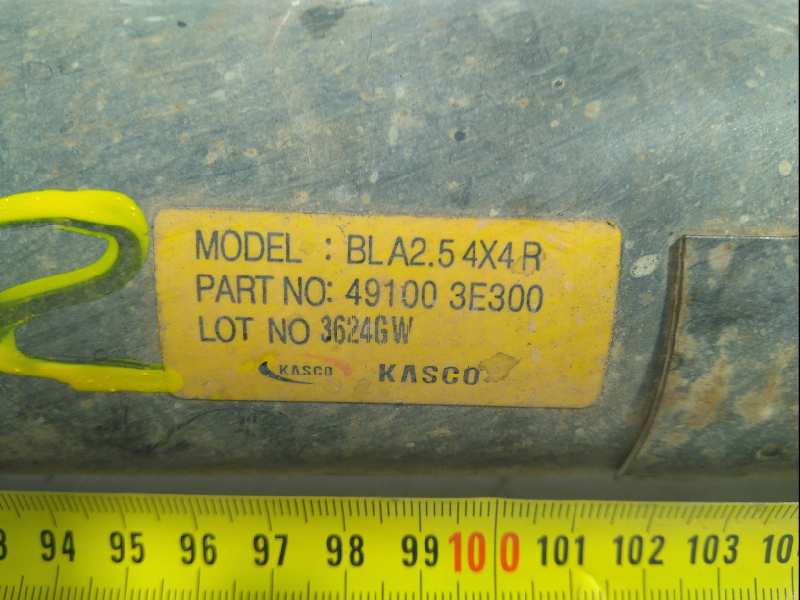 MODEL : BLA2.5 4X4 R
PART NO: 49100 3E300
LOT NO 3624GW
KASCO KASCO
94 95 96 97 98 99 100 101 102 103